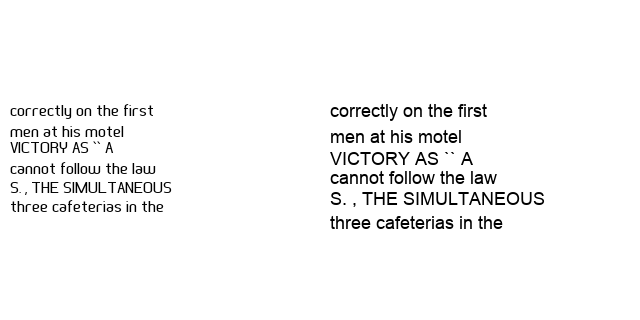 correctly on the first
men at his motel
VICTORY AS `` A
cannot follow the law
S. , THE SIMULTANEOUS
three cafeterias in the
correctly on the first
men at his motel
VICTORY AS `` A
cannot follow the law
S. , THE SIMULTANEOUS
three cafeterias in the